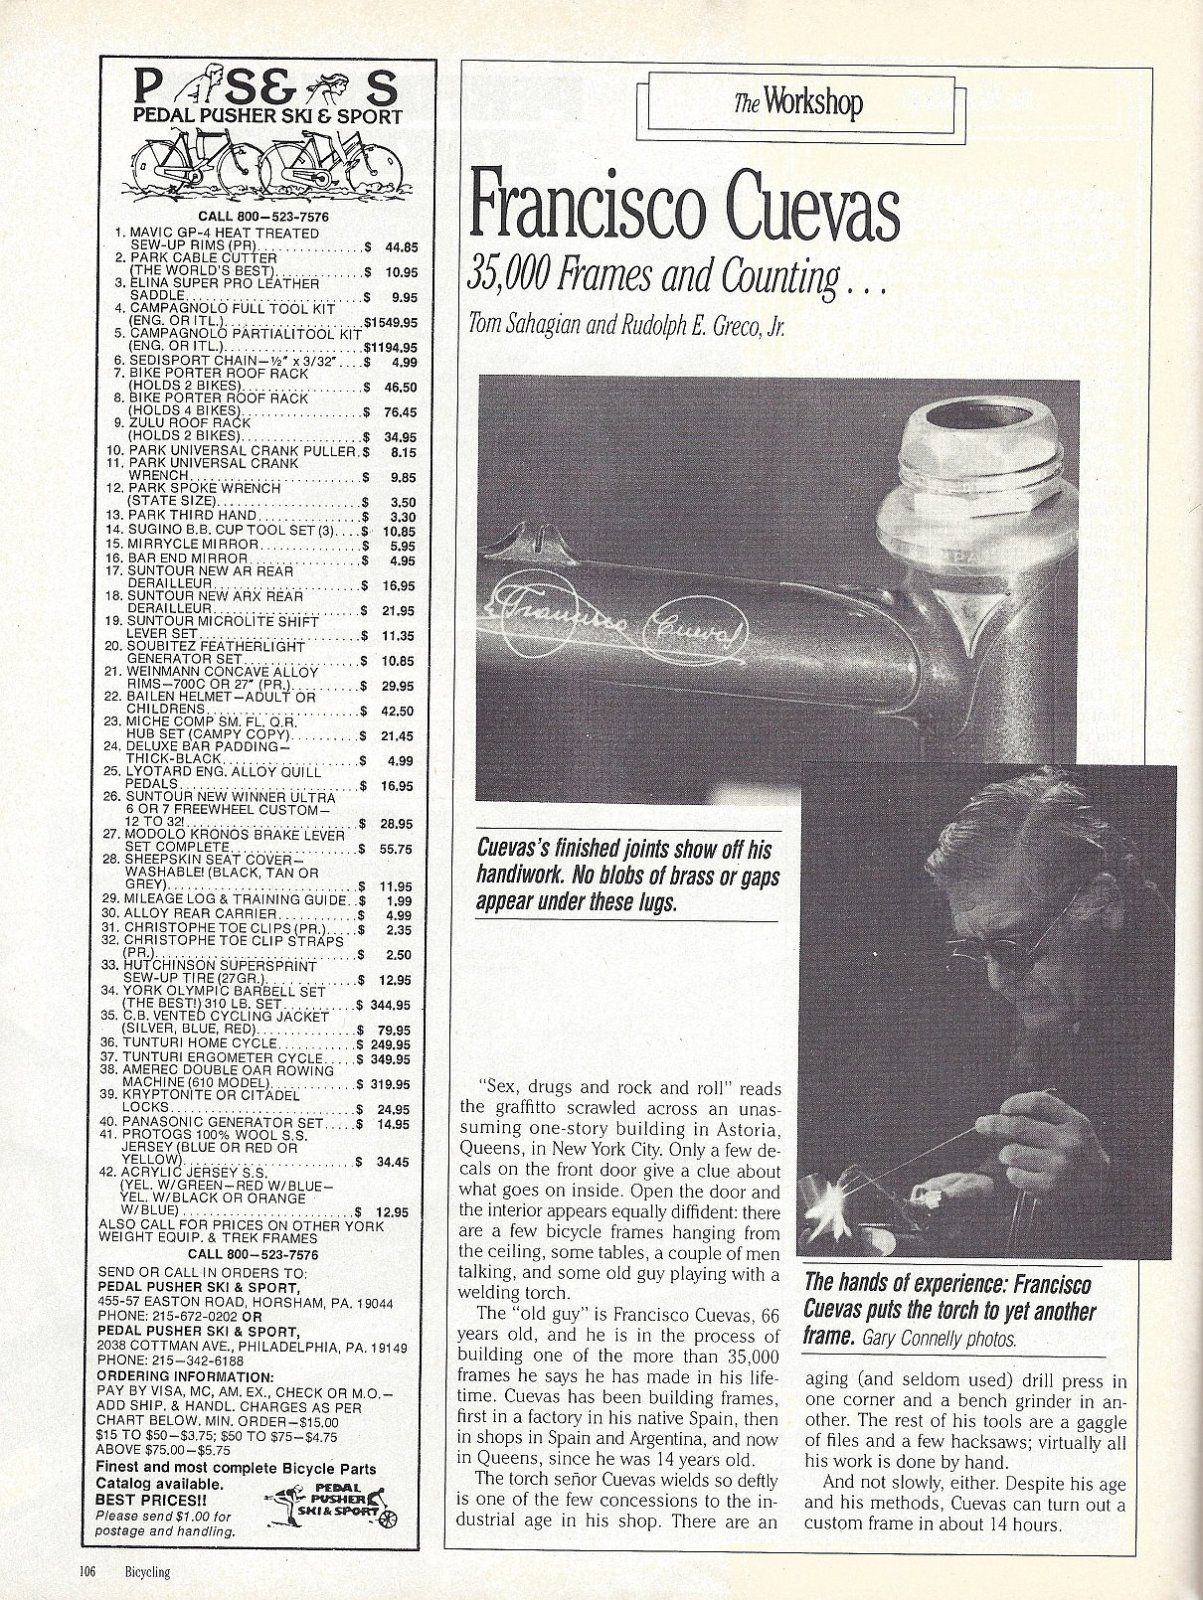 P S& S
PEDAL PUSHER SKI & SPORT
CALL 800–523–7576
1. MAVIC GP-4 HEAT TREATED
SEW-UP RIMS (PR)................$ 44.85
2. PARK CABLE CUTTER
(THE WORLD'S BEST).............$ 10.95
3. ELINA SUPER PRO LEATHER
SADDLE..........................$ 9.95
4. CAMPAGNOLO FULL TOOL KIT
(ENG. OR ITL.).....................$1549.95
5. CAMPAGNOLO PARTIALITOOL KIT
(ENG. OR ITL.)....................$1194.95
6. SEDISPORT CHAIN–½" x 3/32"....$ 4.99
7. BIKE PORTER ROOF RACK
(HOLDS 2 BIKES)..................$ 46.50
8. BIKE PORTER ROOF RACK
(HOLDS 4 BIKES)..................$ 76.45
9. ZULU ROOF RACK
(HOLDS 2 BIKES)..................$ 34.95
10. PARK UNIVERSAL CRANK PULLER.$ 8.15
11. PARK UNIVERSAL CRANK
WRENCH..........................$ 9.85
12. PARK SPOKE WRENCH
(STATE SIZE).....................$ 3.50
13. PARK THIRD HAND................$ 3.30
14. SUGINO B.B. CUP TOOL SET (3)....$ 10.85
15. MIRRYCLE MIRROR................$ 5.95
16. BAR END MIRROR.................$ 4.95
17. SUNTOUR NEW AR REAR
DERAILLEUR......................$ 16.95
18. SUNTOUR NEW ARX REAR
DERAILLEUR......................$ 21.95
19. SUNTOUR MICROLITE SHIFT
LEVER SET.......................$ 11.35
20. SOUBITEZ FEATHERLIGHT
GENERATOR SET..................$ 10.85
21. WEINMANN CONCAVE ALLOY
RIMS–700C OR 27" (PR.)..........$ 29.95
22. BAILEN HELMET–ADULT OR
CHILDRENS.......................$ 42.50
23. MICHE COMP SM. FL. Q.R.
HUB SET (CAMPY COPY)..........$ 21.45
24. DELUXE BAR PADDING–
THICK-BLACK.....................$ 4.99
25. LYOTARD ENG. ALLOY QUILL
PEDALS..........................$ 16.95
26. SUNTOUR NEW WINNER ULTRA
6 OR 7 FREEWHEEL CUSTOM–
12 TO 32!.........................$ 28.95
27. MODOLO KRONOS BRAKE LEVER
SET COMPLETE...................$ 55.75
28. SHEEPSKIN SEAT COVER–
WASHABLE! (BLACK, TAN OR
GREY)............................$ 11.95
29. MILEAGE LOG & TRAINING GUIDE..$ 1.99
30. ALLOY REAR CARRIER............$ 4.99
31. CHRISTOPHE TOE CLIPS (PR.).....$ 2.35
32. CHRISTOPHE TOE CLIP STRAPS
(PR.).............................$ 2.50
33. HUTCHINSON SUPERSPRINT
SEW-UP TIRE (27GR.).............$ 12.95
34. YORK OLYMPIC BARBELL SET
(THE BEST!) 310 LB. SET..........$ 344.95
35. C.B. VENTED CYCLING JACKET
(SILVER, BLUE, RED)..............$ 79.95
36. TUNTURI HOME CYCLE............$ 249.95
37. TUNTURI ERGOMETER CYCLE.....$ 349.95
38. AMEREC DOUBLE OAR ROWING
MACHINE (610 MODEL)............$ 319.95
39. KRYPTONITE OR CITADEL
LOCKS............................$ 24.95
40. PANASONIC GENERATOR SET.....$ 14.95
41. PROTOGS 100% WOOL S.S.
JERSEY (BLUE OR RED OR
YELLOW).........................$ 34.45
42. ACRYLIC JERSEY S.S.
(YEL. W/GREEN–RED W/BLUE–
YEL. W/BLACK OR ORANGE
W/BLUE).........................$ 12.95
ALSO CALL FOR PRICES ON OTHER YORK
WEIGHT EQUIP. & TREK FRAMES
CALL 800–523-7576
SEND OR CALL IN ORDERS TO:
PEDAL PUSHER SKI & SPORT,
455-57 EASTON ROAD, HORSHAM, PA. 19044
PHONE: 215-672-0202 OR
PEDAL PUSHER SKI & SPORT,
2038 COTTMAN AVE., PHILADELPHIA, PA. 19149
PHONE: 215–342-6188
ORDERING INFORMATION:
PAY BY VISA, MC, AM. EX., CHECK OR M.O.–
ADD SHIP. & HANDL. CHARGES AS PER
CHART BELOW. MIN. ORDER–$15.00
$15 TO $50–$3.75; $50 TO $75–$4.75
ABOVE $75.00–$5.75
Finest and most complete Bicycle Parts
Catalog available.
BEST PRICES!!
Please send $1.00 for
postage and handling.
PEDAL
PUSHER
SKI & SPORT
The Workshop
Francisco Cuevas
35,000 Frames and Counting . . .
Tom Sahagian and Rudolph E. Greco, Jr.
Francisco Cuevas
Cuevas's finished joints show off his
handiwork. No blobs of brass or gaps
appear under these lugs.
"Sex, drugs and rock and roll" reads
the graffitto scrawled across an unas-
suming one-story building in Astoria,
Queens, in New York City. Only a few de-
cals on the front door give a clue about
what goes on inside. Open the door and
the interior appears equally diffident: there
are a few bicycle frames hanging from
the ceiling, some tables, a couple of men
talking, and some old guy playing with a
welding torch.
The "old guy" is Francisco Cuevas, 66
years old, and he is in the process of
building one of the more than 35,000
frames he says he has made in his life-
time. Cuevas has been building frames,
first in a factory in his native Spain, then
in shops in Spain and Argentina, and now
in Queens, since he was 14 years old.
The torch señor Cuevas wields so deftly
is one of the few concessions to the in-
dustrial age in his shop. There are an
The hands of experience: Francisco
Cuevas puts the torch to yet another
frame. Gary Connelly photos.
aging (and seldom used) drill press in
one corner and a bench grinder in an-
other. The rest of his tools are a gaggle
of files and a few hacksaws; virtually all
his work is done by hand.
And not slowly, either. Despite his age
and his methods, Cuevas can turn out a
custom frame in about 14 hours.
106 Bicycling